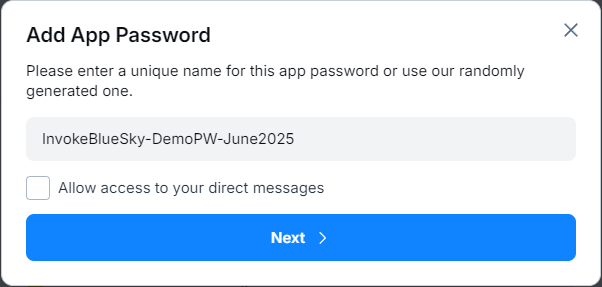 Add App Password
Please enter a unique name for this app password or use our randomly
generated one.
InvokeBlueSky-DemoPW-June2025
Allow access to your direct messages
Next